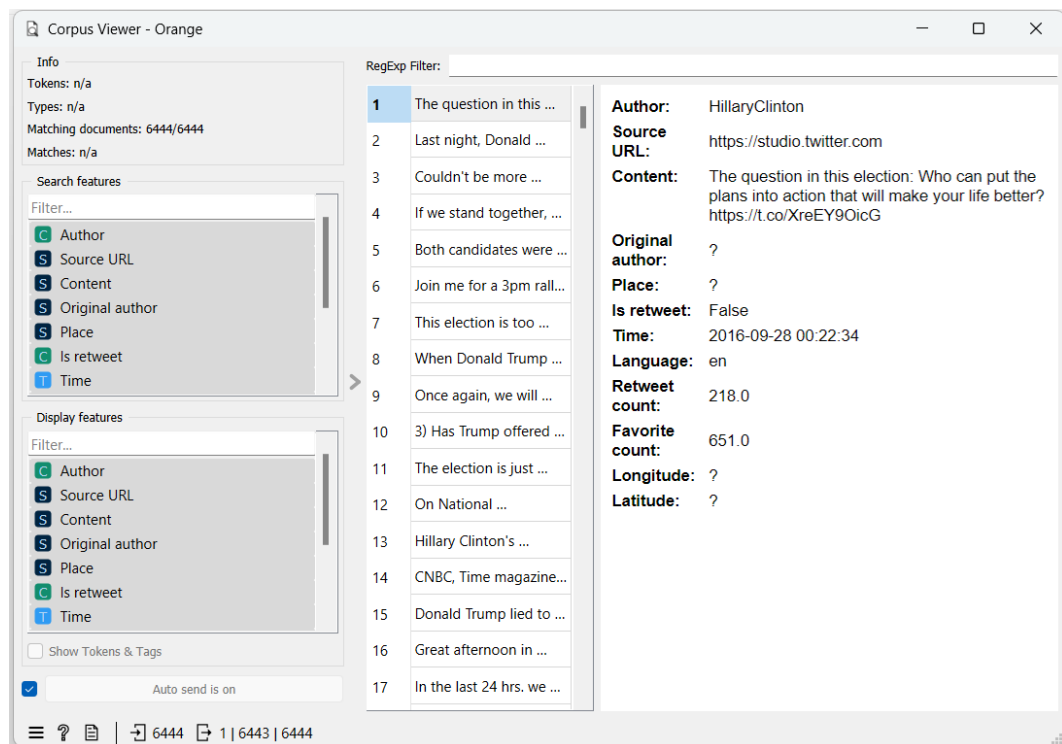 Corpus Viewer - Orange
Info
Tokens: n/a
Types: n/a
Matching documents: 6444/6444
Matches: n/a
Search features
Filter...
C Author
S Source URL
S Content
S Original author
S Place
C Is retweet
T Time
Display features
Filter...
C Author
S Source URL
S Content
S Original author
S Place
C Is retweet
T Time
Show Tokens & Tags
Auto send is on
RegExp Filter:
1 The question in this ...
2 Last night, Donald ...
3 Couldn't be more ...
4 If we stand together, ...
5 Both candidates were ...
6 Join me for a 3pm rall...
7 This election is too ...
8 When Donald Trump ...
9 Once again, we will ...
10 3) Has Trump offered ...
11 The election is just ...
12 On National ...
13 Hillary Clinton's ...
14 CNBC, Time magazine...
15 Donald Trump lied to ...
16 Great afternoon in ...
17 In the last 24 hrs. we ...
Author: HillaryClinton
Source
URL: https://studio.twitter.com
Content: The question in this election: Who can put the
plans into action that will make your life better?
https://t.co/XreEY9OicG
Original
author: ?
Place: ?
Is retweet: False
Time: 2016-09-28 00:22:34
Language: en
Retweet
count: 218.0
Favorite
count: 651.0
Longitude: ?
Latitude: ?
? 6444 1 | 6443 | 6444